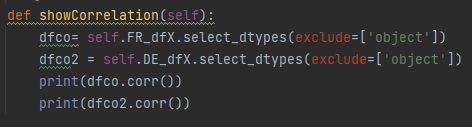 def showCorrelation(self):
    dfco= self.FR_dfX.select_dtypes(exclude=['object'])
    dfco2 = self.DE_dfX.select_dtypes(exclude=['object'])
    print(dfco.corr())
    print(dfco2.corr())